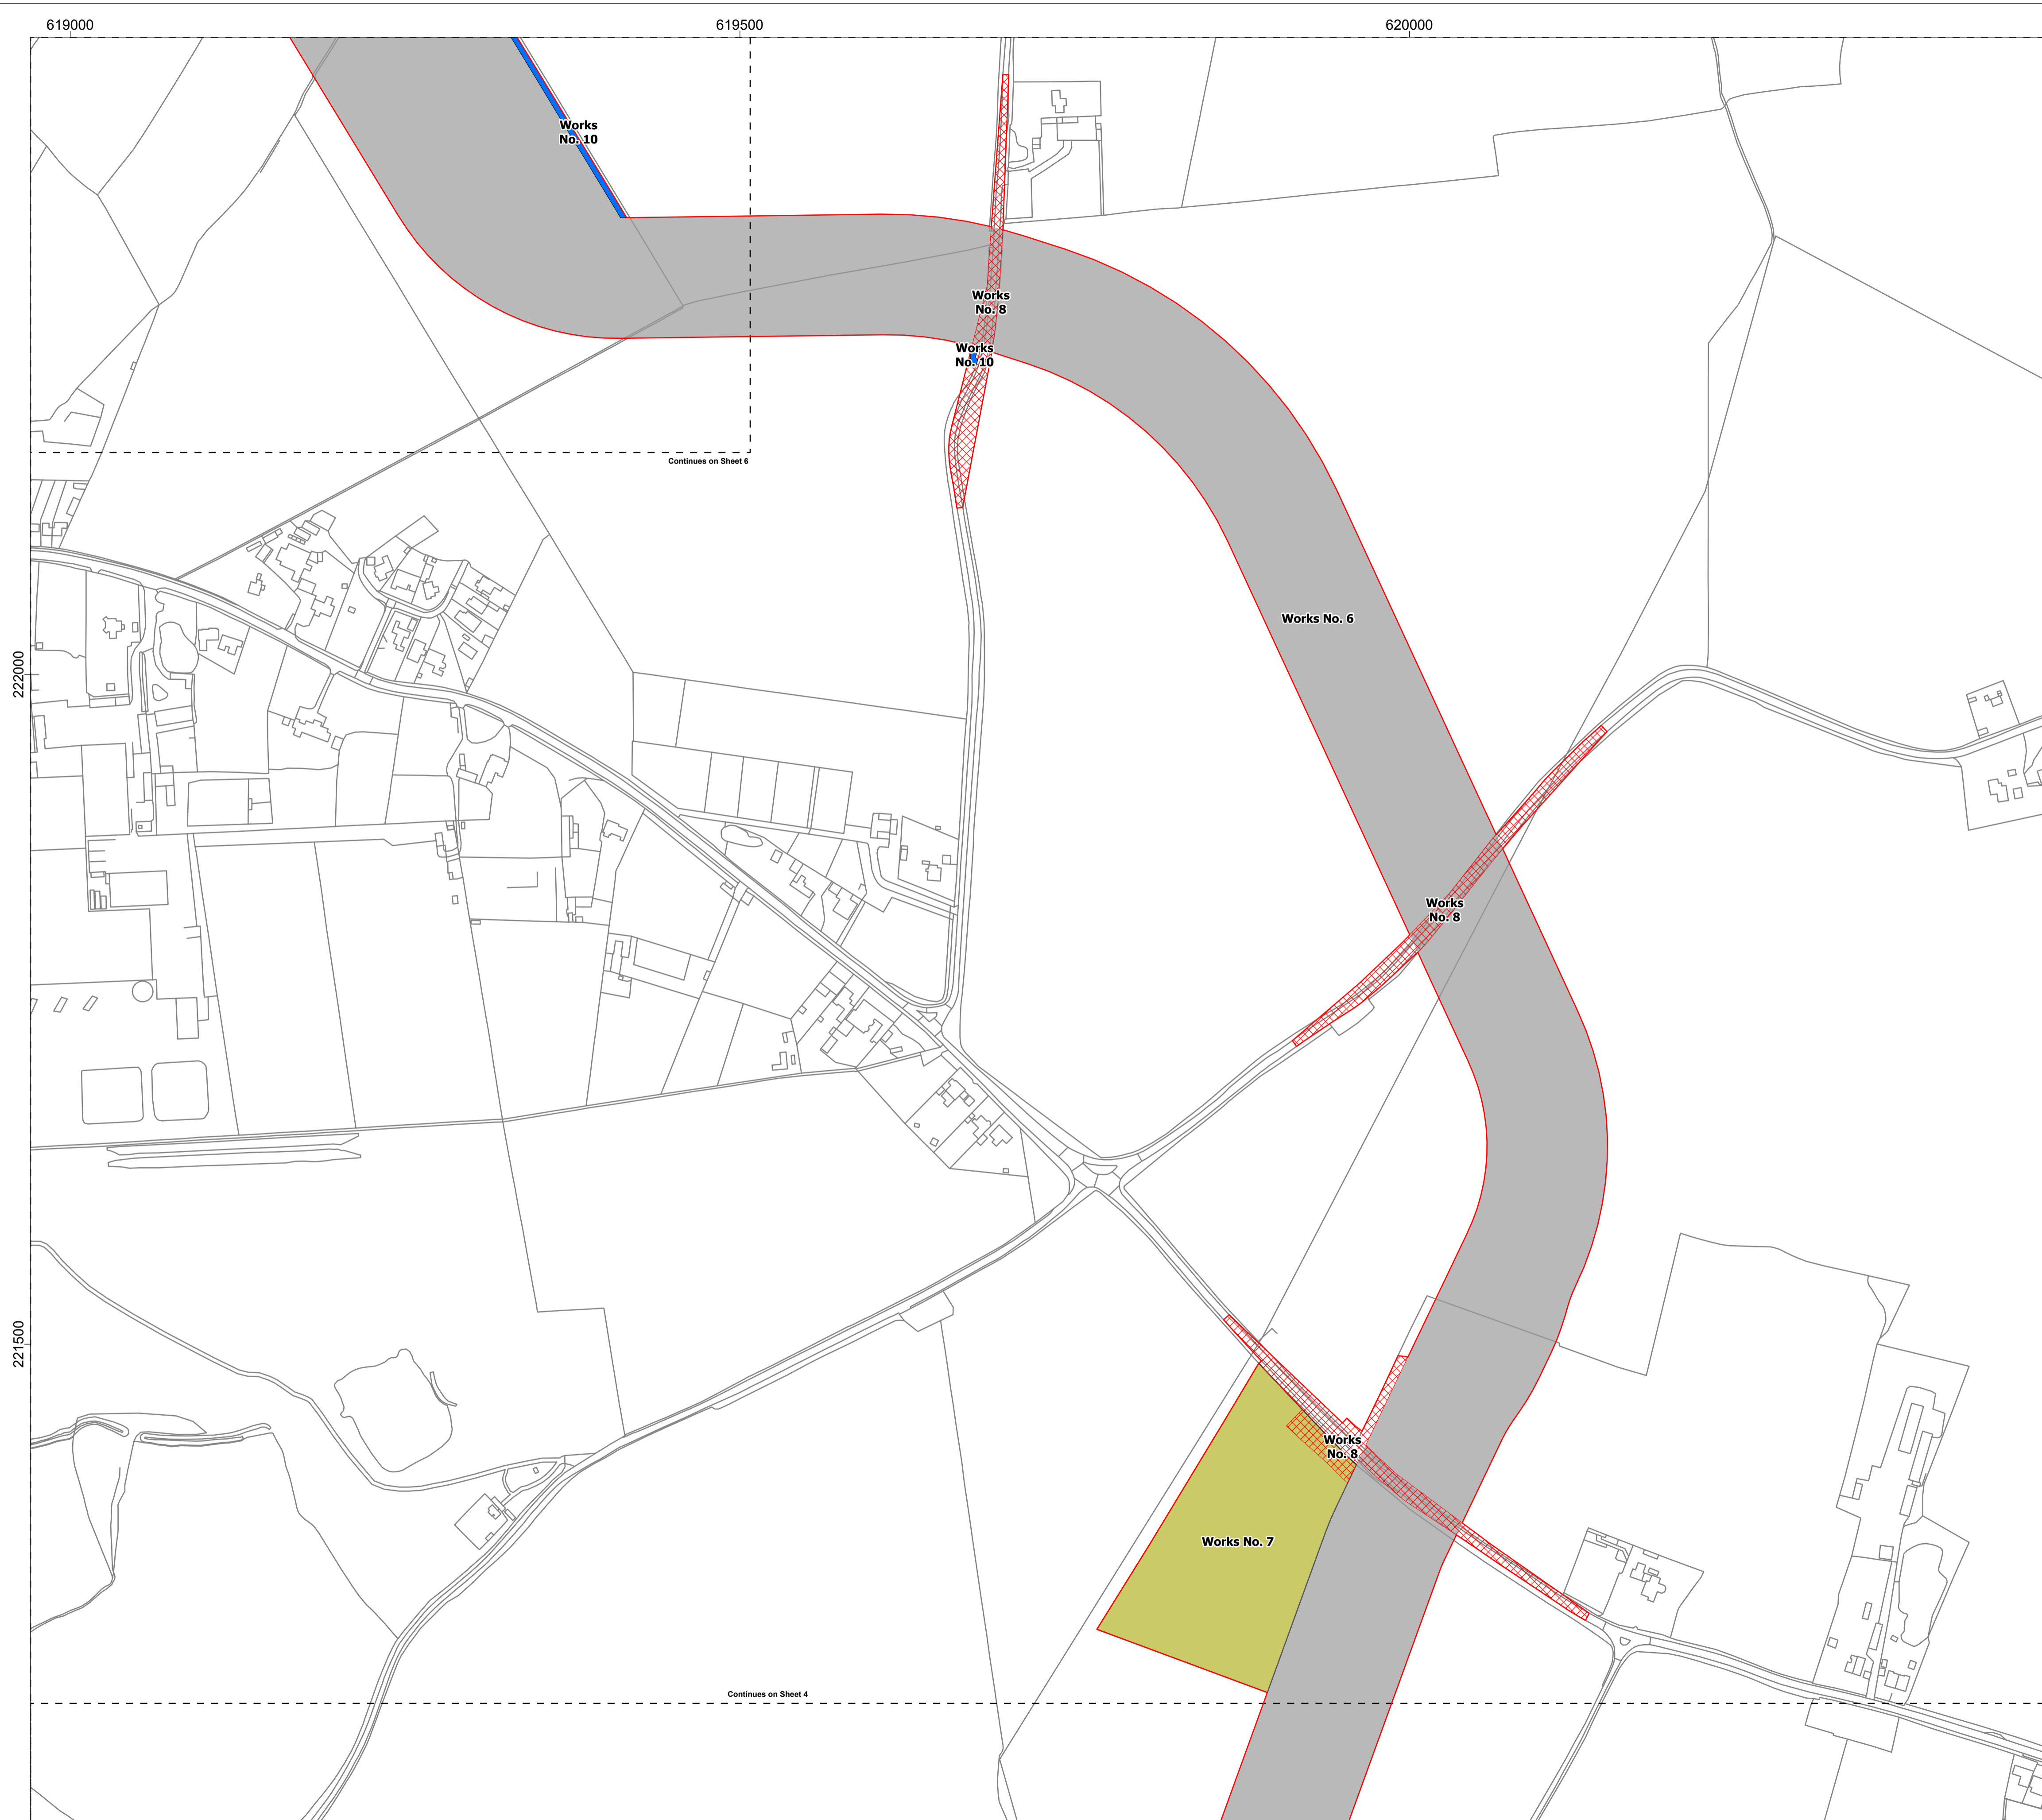 619000
619500
620000
Works
No. 10
Works
No. 8
Works
No. 10
Continues on Sheet 6
Works No. 6
222000
Works
No. 8
221500
Works
No. 8
Works No. 7
Continues on Sheet 4